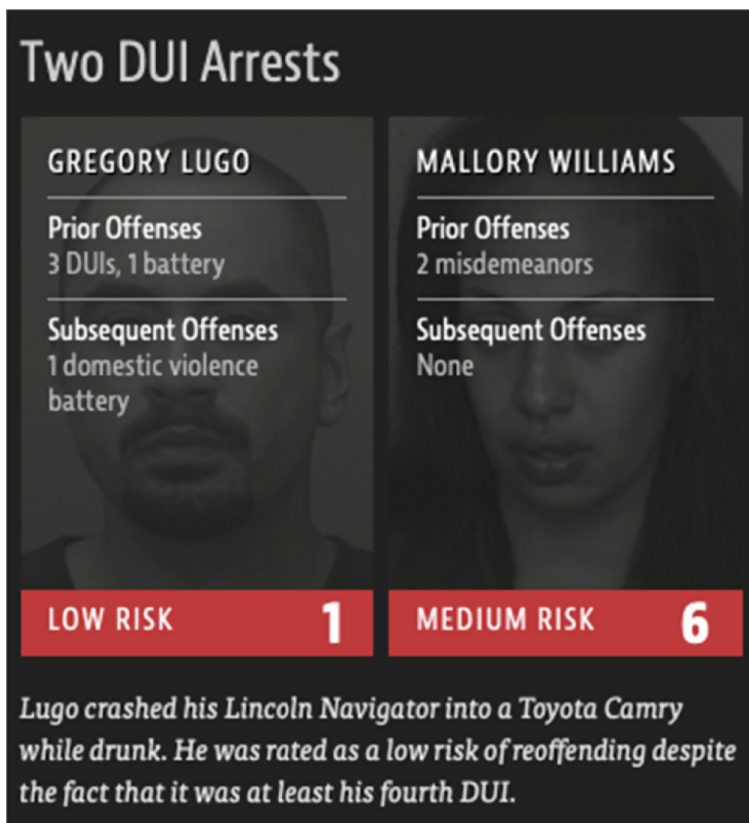 Two DUI Arrests
GREGORY LUGO
Prior Offenses
3 DUIs, 1 battery
Subsequent Offenses
1 domestic violence
battery
LOW RISK 1
MALLORY WILLIAMS
Prior Offenses
2 misdemeanors
Subsequent Offenses
None
MEDIUM RISK 6
Lugo crashed his Lincoln Navigator into a Toyota Camry
while drunk. He was rated as a low risk of reoffending despite
the fact that it was at least his fourth DUI.